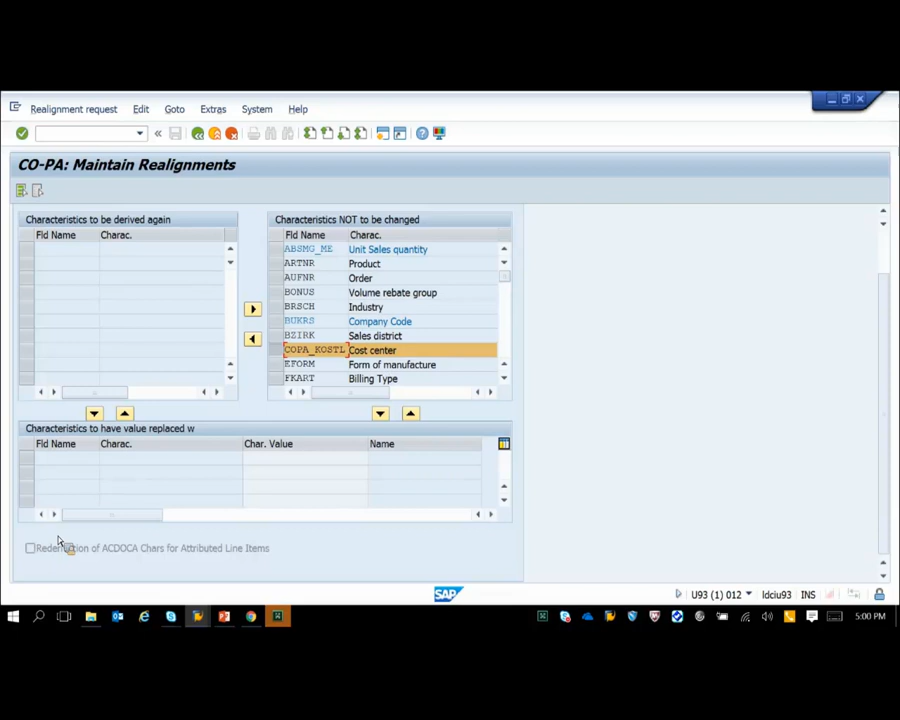 Realignment request Edit Goto Extras System Help
CO-PA: Maintain Realignments
Characteristics to be derived again
Characteristics NOT to be changed
Fld Name Charac.
Fld Name Charac.
ABSMG_ME Unit Sales quantity
ARTNR Product
AUFNR Order
BONUS Volume rebate group
BRSCH Industry
BUKRS Company Code
BZIRK Sales district
COPA_KOSTL Cost center
EFORM Form of manufacture
FKART Billing Type
Characteristics to have value replaced w
Fld Name Charac. Char. Value Name
of ACDOCA Chars for Attributed Line Items
SAP
U93 (1) 012 ldciu93 INS
5:00 PM